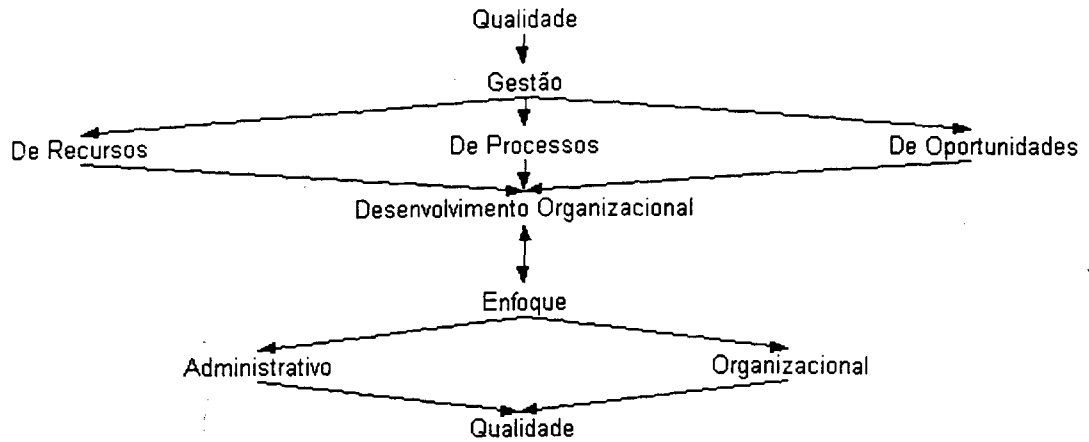 Qualidade
Gestão
De Recursos De Processos De Oportunidades
Desenvolvimento Organizacional
Enfoque
Administrativo Organizacional
Qualidade